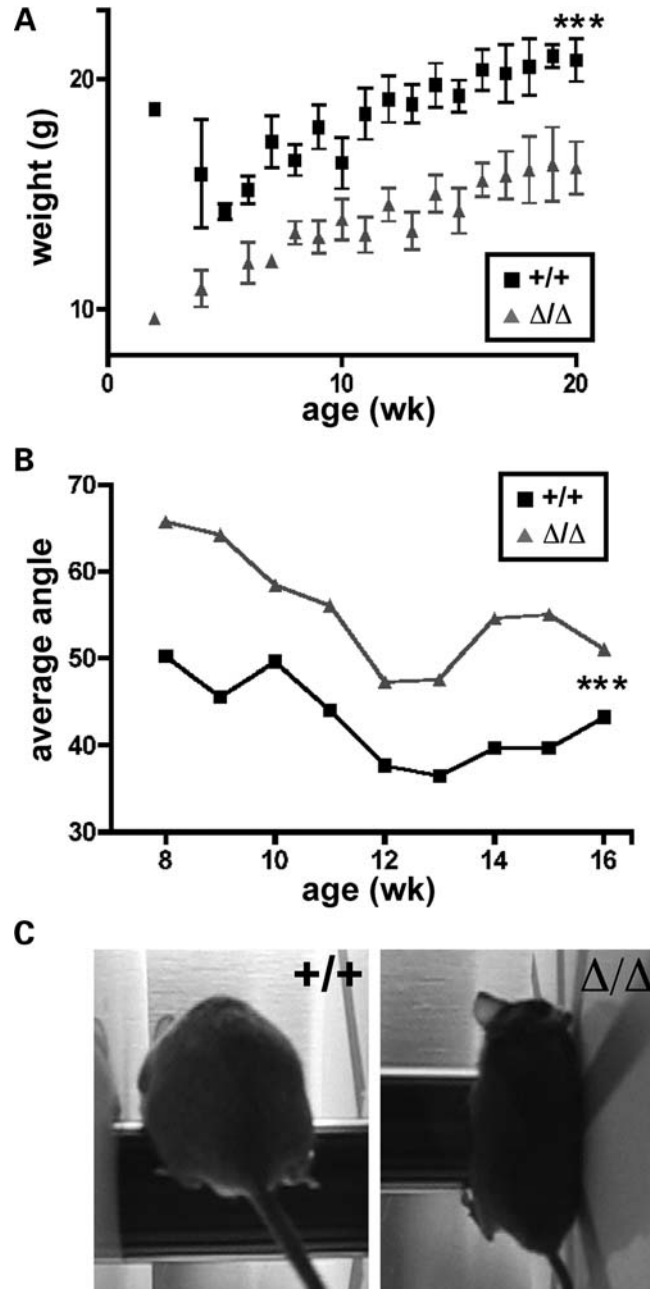 A
***
20
weight (g)
10
+/+
Δ/Δ
0 10 20
age (wk)
B
70
+/+
Δ/Δ
60
average angle
50
***
40
30
8 10 12 14 16
age (wk)
C
+/+ Δ/Δ